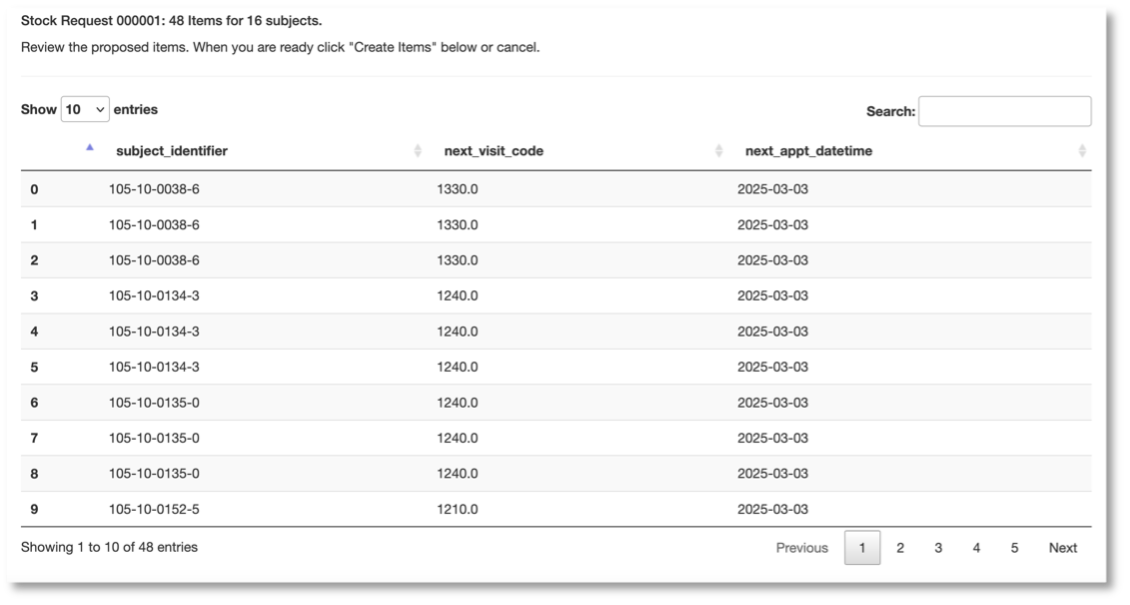 Stock Request 000001: 48 Items for 16 subjects.
Review the proposed items. When you are ready click "Create Items" below or cancel.
Show 10 entries Search:
subject_identifier next_visit_code next_appt_datetime
0 105-10-0038-6 1330.0 2025-03-03
1 105-10-0038-6 1330.0 2025-03-03
2 105-10-0038-6 1330.0 2025-03-03
3 105-10-0134-3 1240.0 2025-03-03
4 105-10-0134-3 1240.0 2025-03-03
5 105-10-0134-3 1240.0 2025-03-03
6 105-10-0135-0 1240.0 2025-03-03
7 105-10-0135-0 1240.0 2025-03-03
8 105-10-0135-0 1240.0 2025-03-03
9 105-10-0152-5 1210.0 2025-03-03
Showing 1 to 10 of 48 entries Previous 1 2 3 4 5 Next